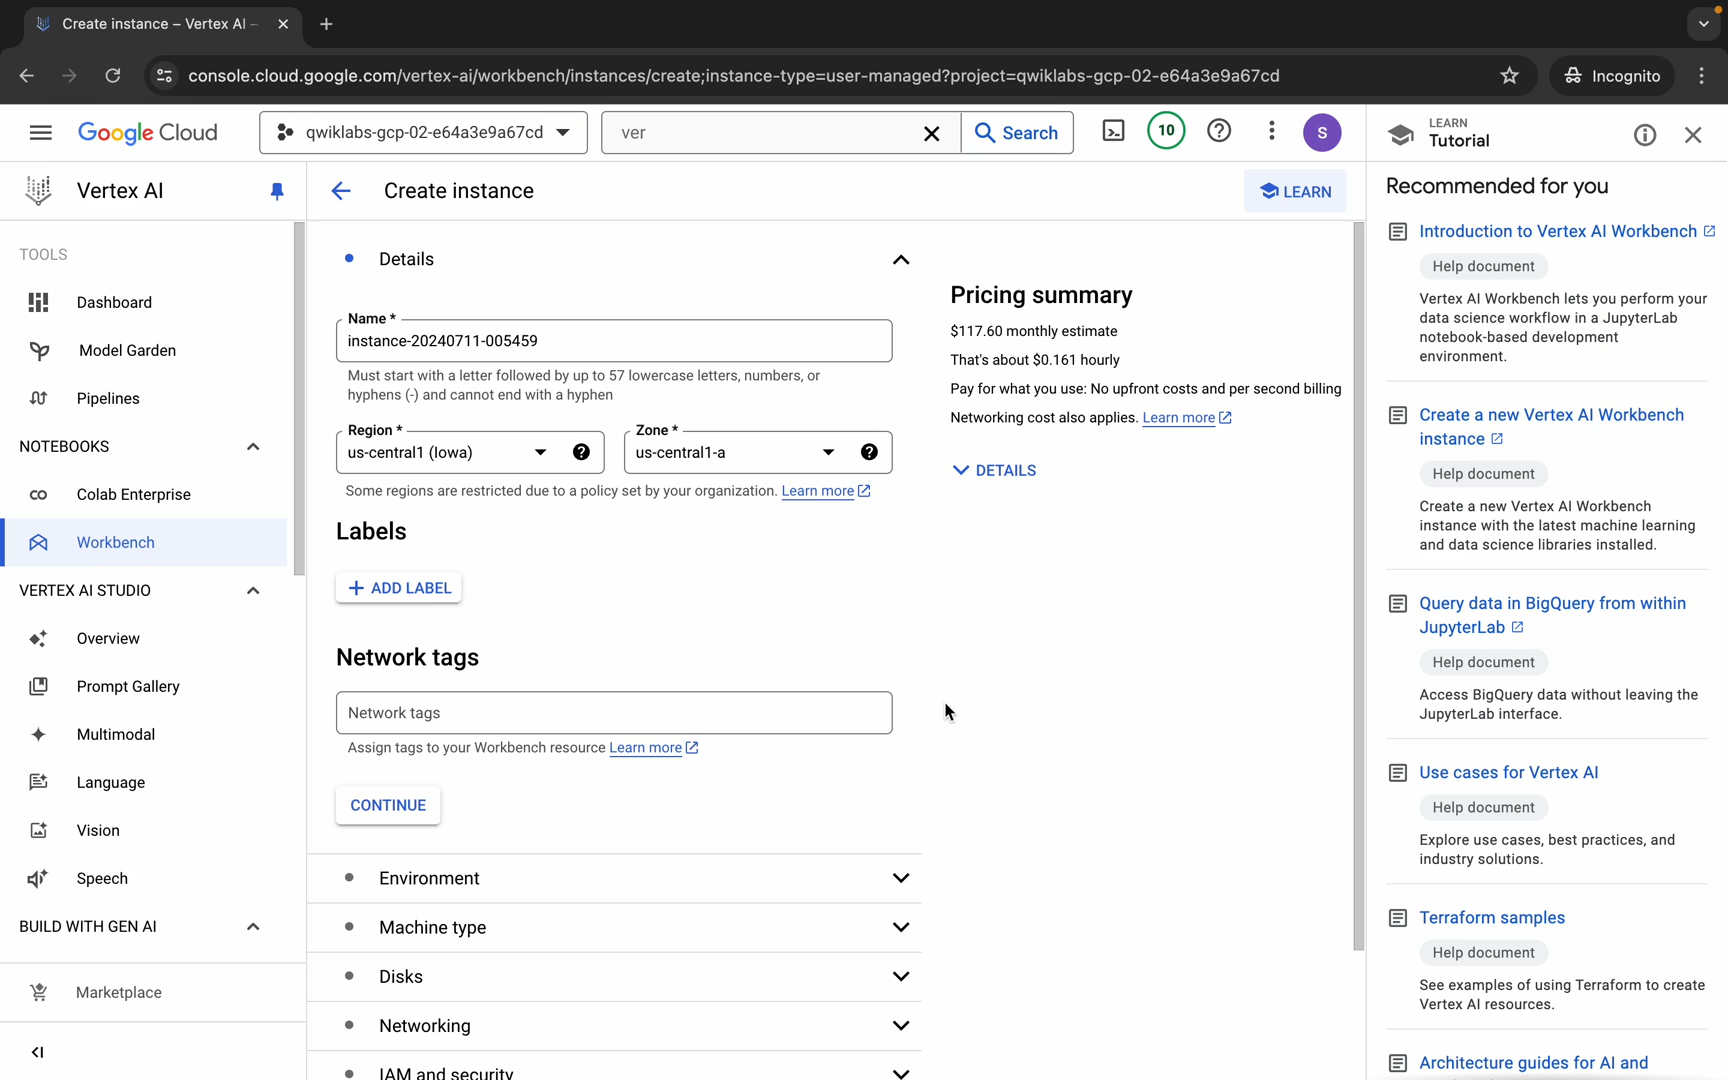 Create instance – Vertex AI –
console.cloud.google.com/vertex-ai/workbench/instances/create;instance-type=user-managed?project=qwiklabs-gcp-02-e64a3e9a67cd
Incognito
Google Cloud
qwiklabs-gcp-02-e64a3e9a67cd
ver
Search
10
S
LEARN
Tutorial
Vertex AI
Create instance
LEARN
TOOLS
Dashboard
Model Garden
Pipelines
NOTEBOOKS
Colab Enterprise
Workbench
VERTEX AI STUDIO
Overview
Prompt Gallery
Multimodal
Language
Vision
Speech
BUILD WITH GEN AI
Marketplace
Details
Name *
instance-20240711-005459
Must start with a letter followed by up to 57 lowercase letters, numbers, or
hyphens (-) and cannot end with a hyphen
Region *
us-central1 (Iowa)
Zone *
us-central1-a
Some regions are restricted due to a policy set by your organization. Learn more
Labels
+ ADD LABEL
Network tags
Network tags
Assign tags to your Workbench resource Learn more
CONTINUE
Environment
Machine type
Disks
Networking
IAM and security
Pricing summary
$117.60 monthly estimate
That's about $0.161 hourly
Pay for what you use: No upfront costs and per second billing
Networking cost also applies. Learn more
DETAILS
Recommended for you
Introduction to Vertex AI Workbench
Help document
Vertex AI Workbench lets you perform your
data science workflow in a JupyterLab
notebook-based development
environment.
Create a new Vertex AI Workbench
instance
Help document
Create a new Vertex AI Workbench
instance with the latest machine learning
and data science libraries installed.
Query data in BigQuery from within
JupyterLab
Help document
Access BigQuery data without leaving the
JupyterLab interface.
Use cases for Vertex AI
Help document
Explore use cases, best practices, and
industry solutions.
Terraform samples
Help document
See examples of using Terraform to create
Vertex AI resources.
Architecture guides for AI and